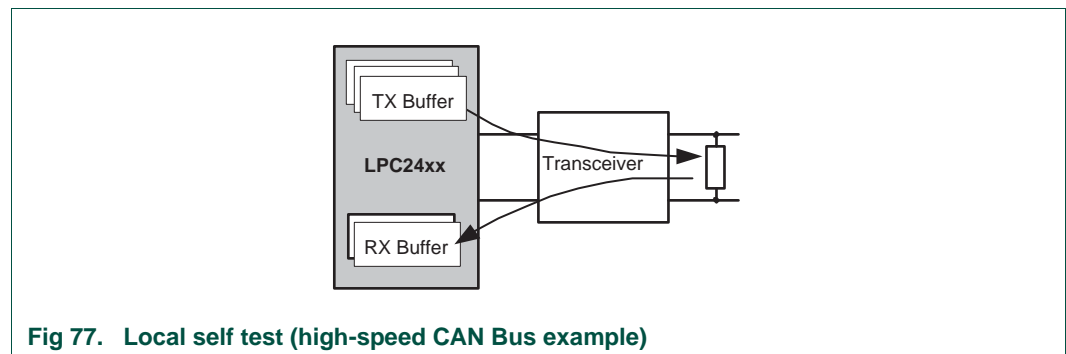 TX Buffer
LPC24xx
Transceiver
RX Buffer
Fig 77. Local self test (high-speed CAN Bus example)